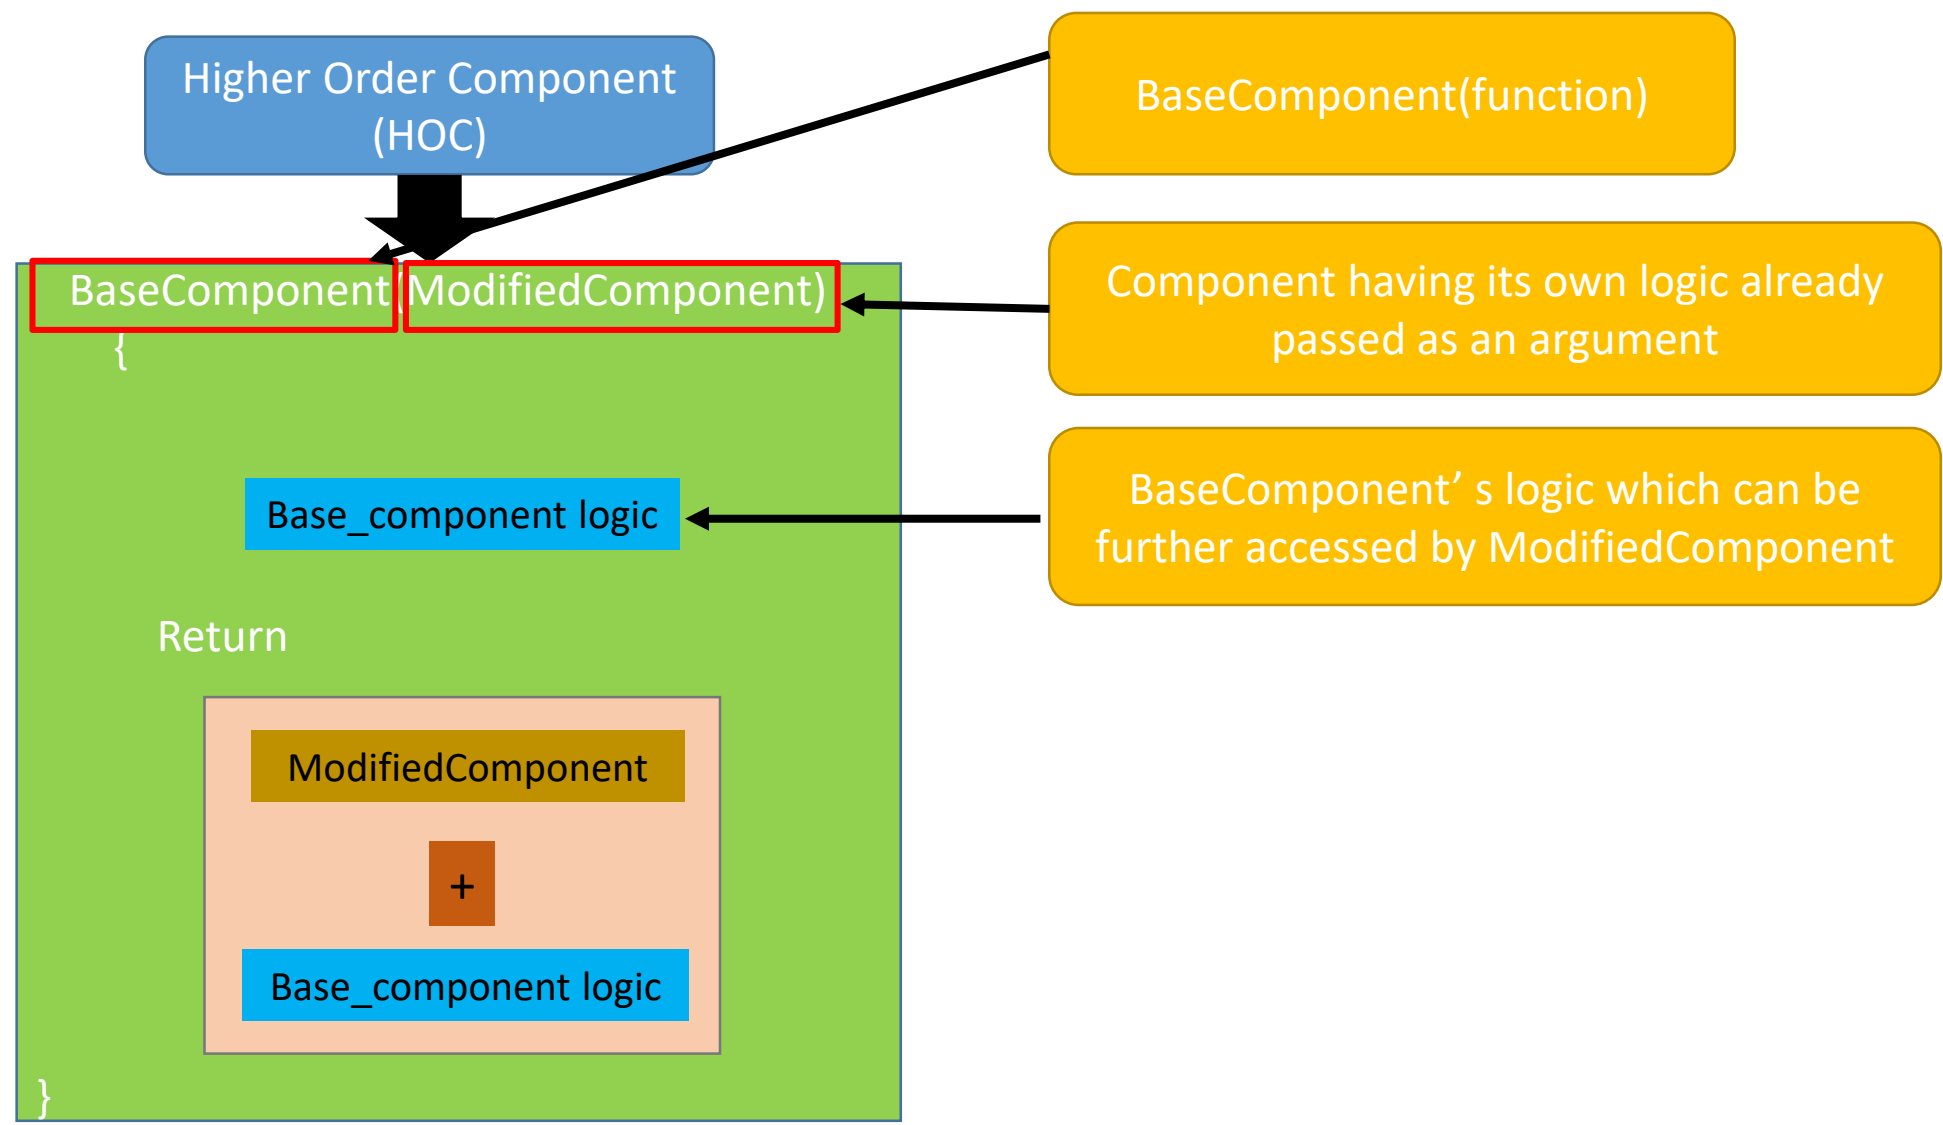 Higher Order Component
(HOC)
BaseComponent(function)
BaseComponent(ModifiedComponent)
{
Component having its own logic already
passed as an argument
Base_component logic
BaseComponent’ s logic which can be
further accessed by ModifiedComponent
Return
ModifiedComponent
+
Base_component logic
}